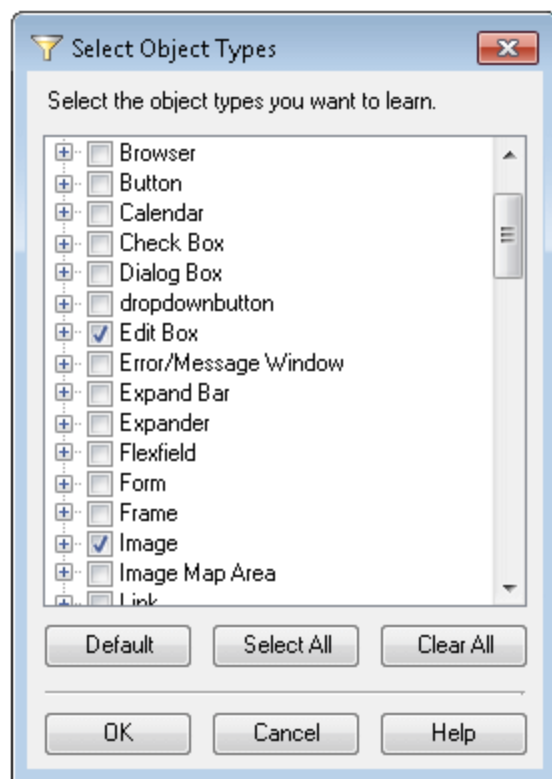 Select Object Types
Select the object types you want to learn.
Browser
Button
Calendar
Check Box
Dialog Box
dropdownbutton
Edit Box
Error/Message Window
Expand Bar
Expander
Flexfield
Form
Frame
Image
Image Map Area
Link
Default Select All Clear All
OK Cancel Help